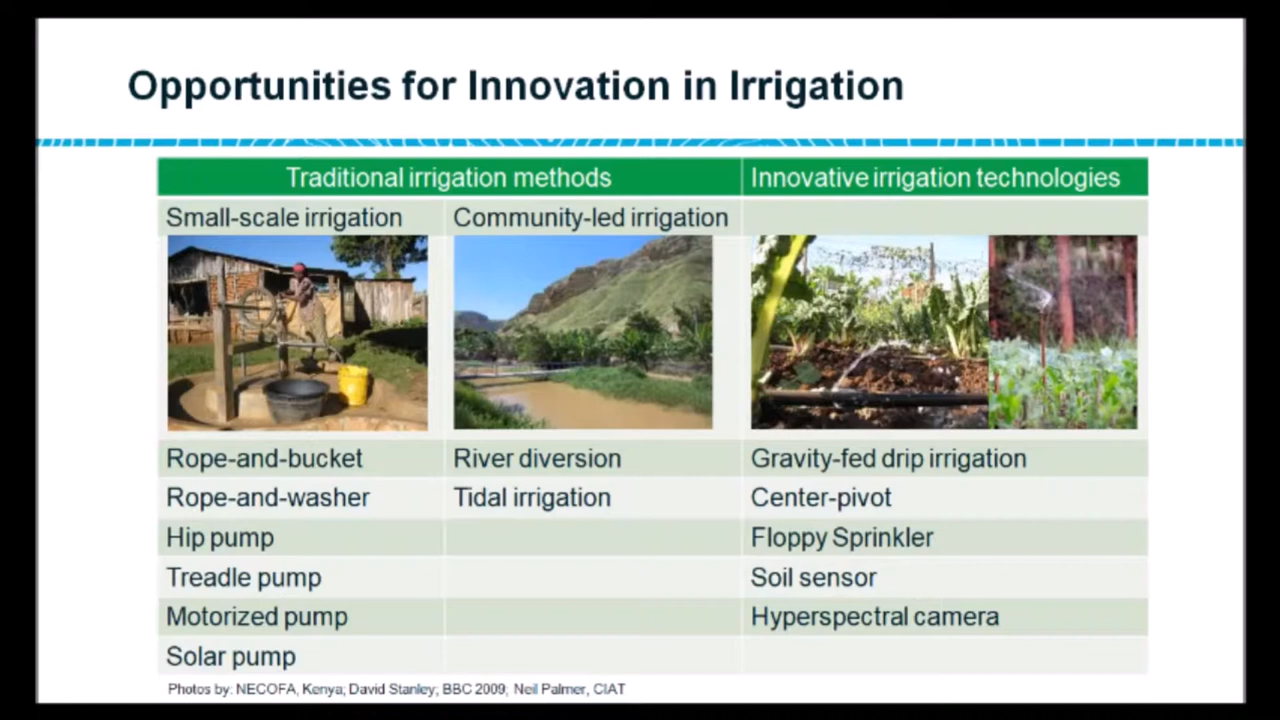 Opportunities for Innovation in Irrigation
Traditional irrigation methods Innovative irrigation technologies
Small-scale irrigation Community-led irrigation
Rope-and-bucket River diversion Gravity-fed drip irrigation
Rope-and-washer Tidal irrigation Center-pivot
Hip pump Floppy Sprinkler
Treadle pump Soil sensor
Motorized pump Hyperspectral camera
Solar pump
Photos by: NECOFA, Kenya; David Stanley; BBC 2009; Neil Palmer, CIAT